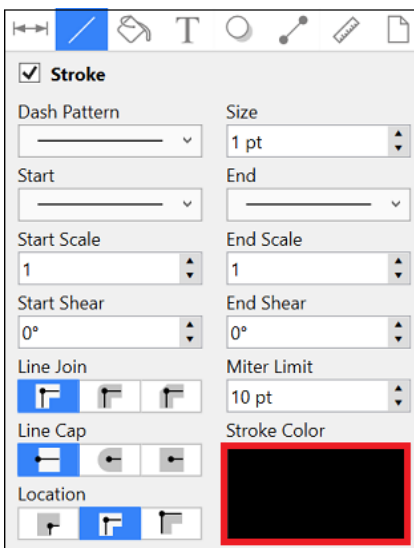 T
Stroke
Dash Pattern Size
1 pt
Start End
Start Scale End Scale
1 1
Start Shear End Shear
0° 0°
Line Join Miter Limit
10 pt
Line Cap Stroke Color
Location